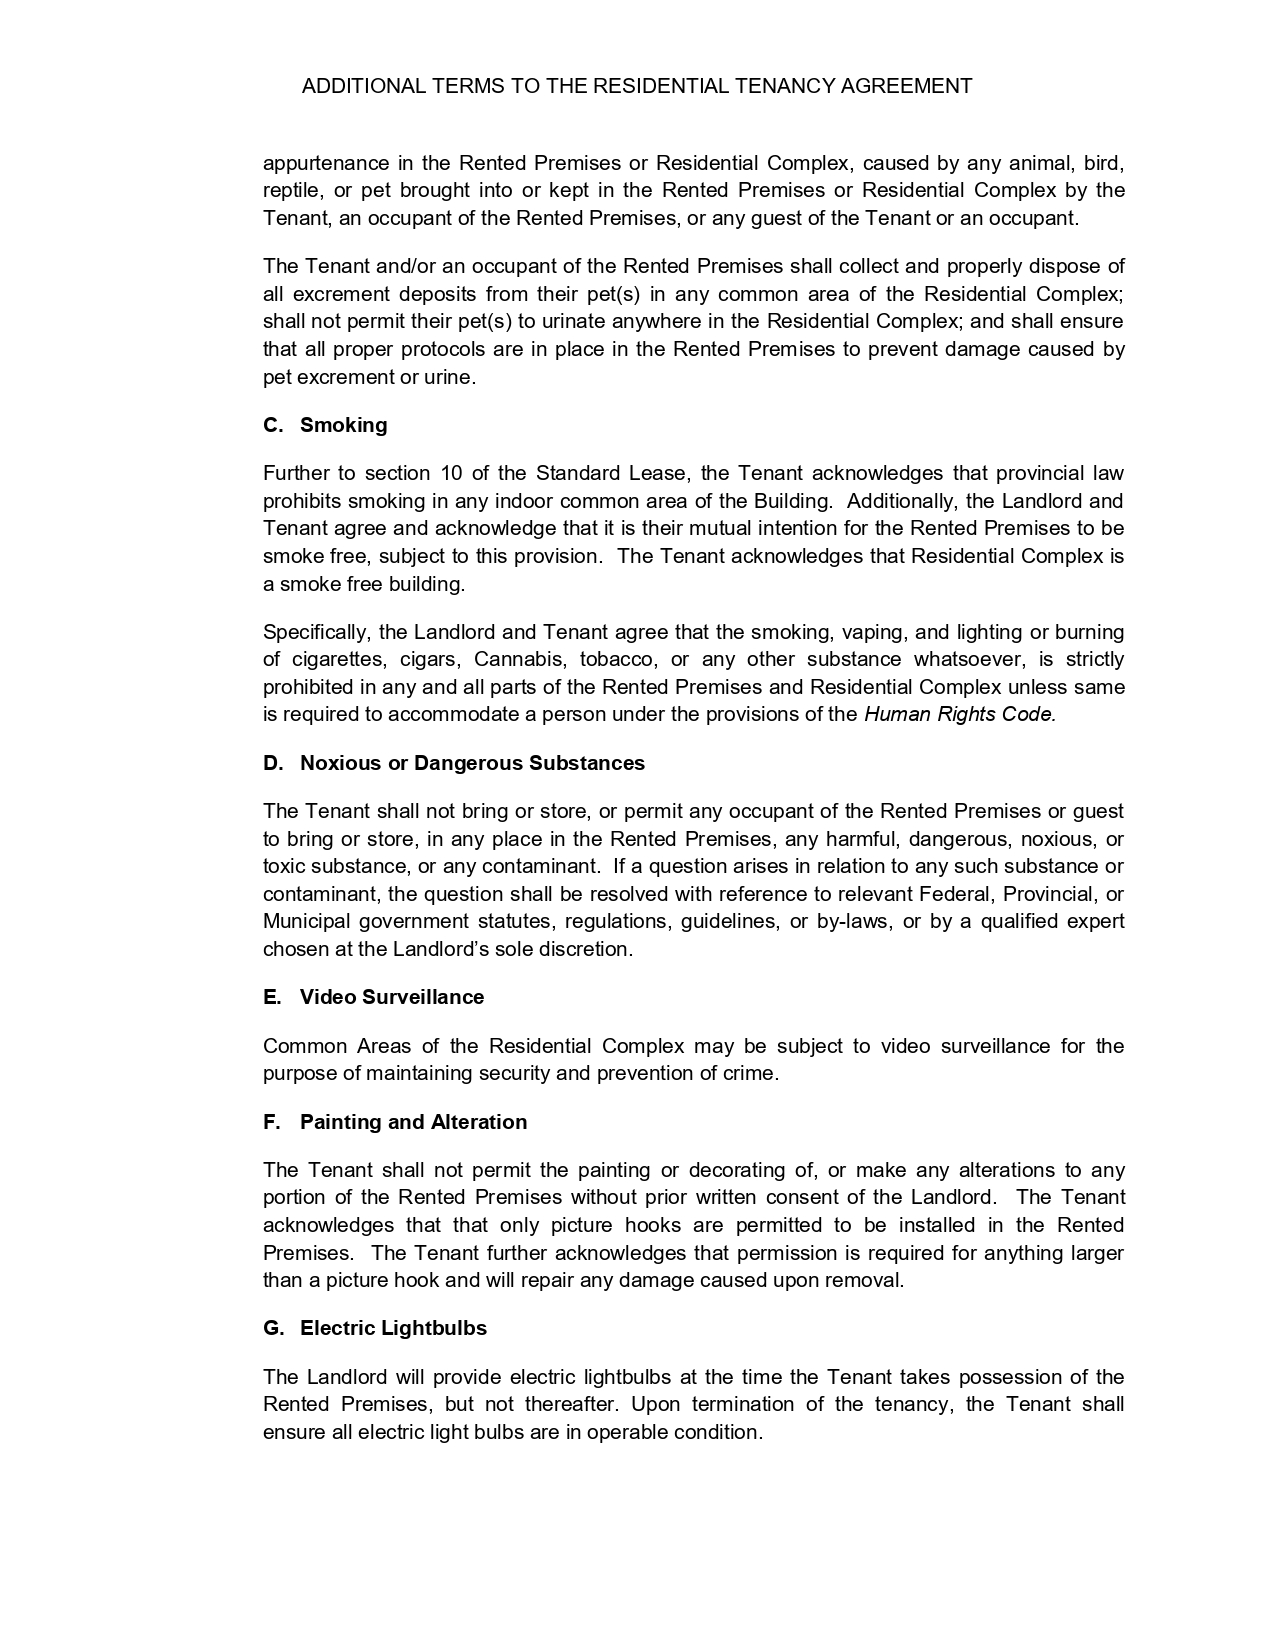 ADDITIONAL TERMS TO THE RESIDENTIAL TENANCY AGREEMENT
appurtenance in the Rented Premises or Residential Complex, caused by any animal, bird,
reptile, or pet brought into or kept in the Rented Premises or Residential Complex by the
Tenant, an occupant of the Rented Premises, or any guest of the Tenant or an occupant.
The Tenant and/or an occupant of the Rented Premises shall collect and properly dispose of
all excrement deposits from their pet(s) in any common area of the Residential Complex;
shall not permit their pet(s) to urinate anywhere in the Residential Complex; and shall ensure
that all proper protocols are in place in the Rented Premises to prevent damage caused by
pet excrement or urine.
C. Smoking
Further to section 10 of the Standard Lease, the Tenant acknowledges that provincial law
prohibits smoking in any indoor common area of the Building. Additionally, the Landlord and
Tenant agree and acknowledge that it is their mutual intention for the Rented Premises to be
smoke free, subject to this provision. The Tenant acknowledges that Residential Complex is
a smoke free building.
Specifically, the Landlord and Tenant agree that the smoking, vaping, and lighting or burning
of cigarettes, cigars, Cannabis, tobacco, or any other substance whatsoever, is strictly
prohibited in any and all parts of the Rented Premises and Residential Complex unless same
is required to accommodate a person under the provisions of the Human Rights Code.
D. Noxious or Dangerous Substances
The Tenant shall not bring or store, or permit any occupant of the Rented Premises or guest
to bring or store, in any place in the Rented Premises, any harmful, dangerous, noxious, or
toxic substance, or any contaminant. If a question arises in relation to any such substance or
contaminant, the question shall be resolved with reference to relevant Federal, Provincial, or
Municipal government statutes, regulations, guidelines, or by-laws, or by a qualified expert
chosen at the Landlord’s sole discretion.
E. Video Surveillance
Common Areas of the Residential Complex may be subject to video surveillance for the
purpose of maintaining security and prevention of crime.
F. Painting and Alteration
The Tenant shall not permit the painting or decorating of, or make any alterations to any
portion of the Rented Premises without prior written consent of the Landlord. The Tenant
acknowledges that that only picture hooks are permitted to be installed in the Rented
Premises. The Tenant further acknowledges that permission is required for anything larger
than a picture hook and will repair any damage caused upon removal.
G. Electric Lightbulbs
The Landlord will provide electric lightbulbs at the time the Tenant takes possession of the
Rented Premises, but not thereafter. Upon termination of the tenancy, the Tenant shall
ensure all electric light bulbs are in operable condition.